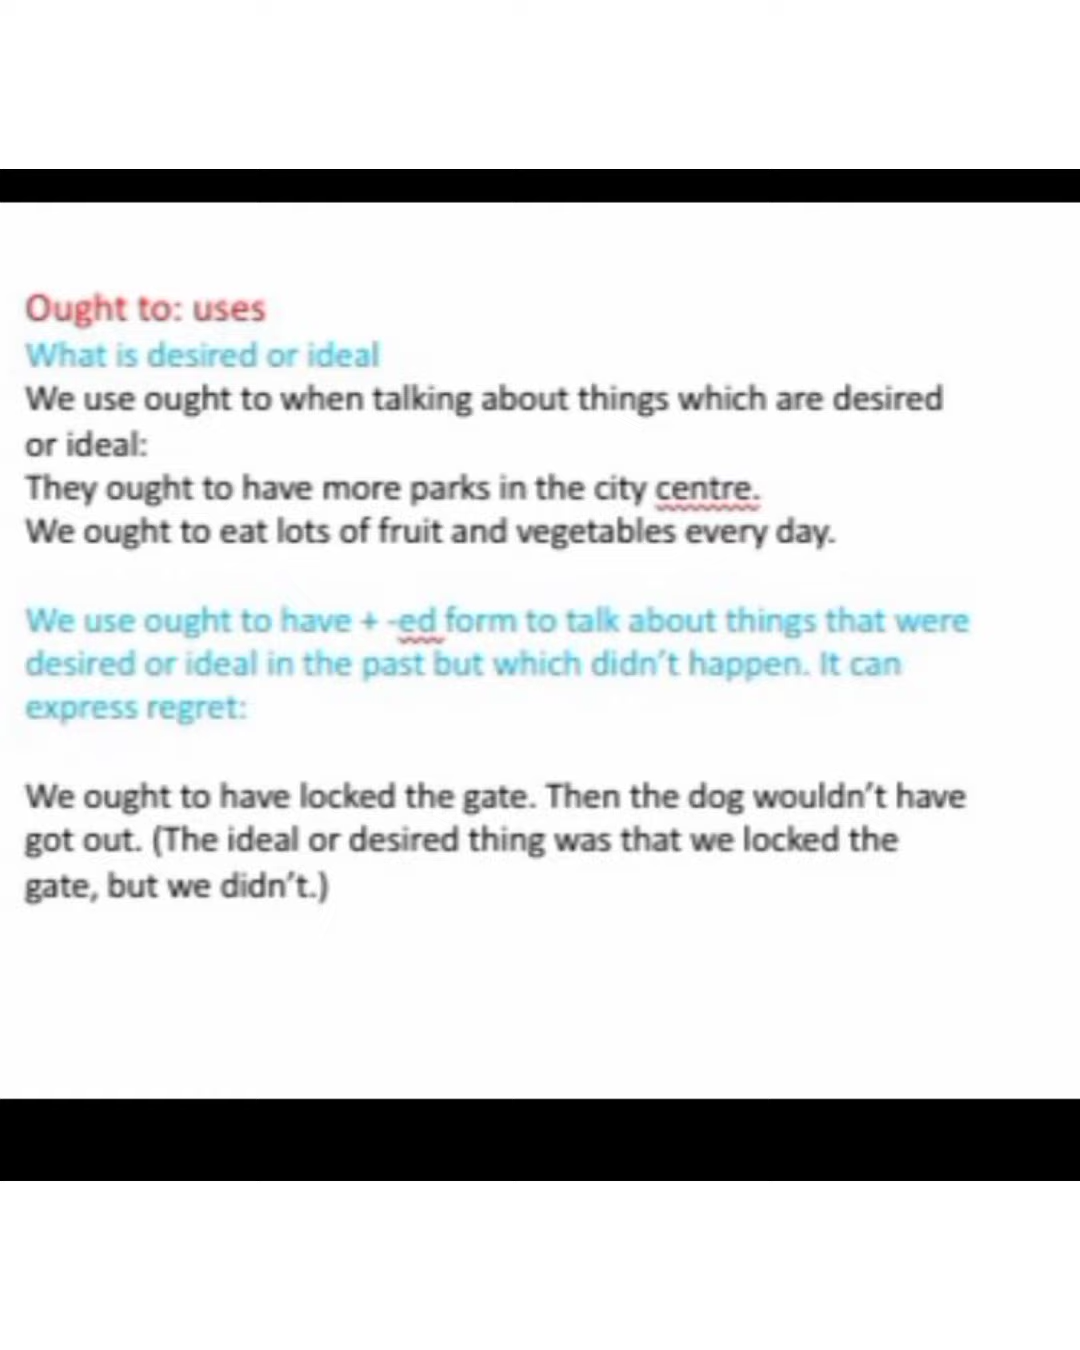 Ought to: uses
What is desired or ideal
We use ought to when talking about things which are desired
or ideal:
They ought to have more parks in the city centre.
We ought to eat lots of fruit and vegetables every day.
We use ought to have + -ed form to talk about things that were
desired or ideal in the past but which didn't happen. It can
express regret:
We ought to have locked the gate. Then the dog wouldn't have
got out. (The ideal or desired thing was that we locked the
gate, but we didn't.)